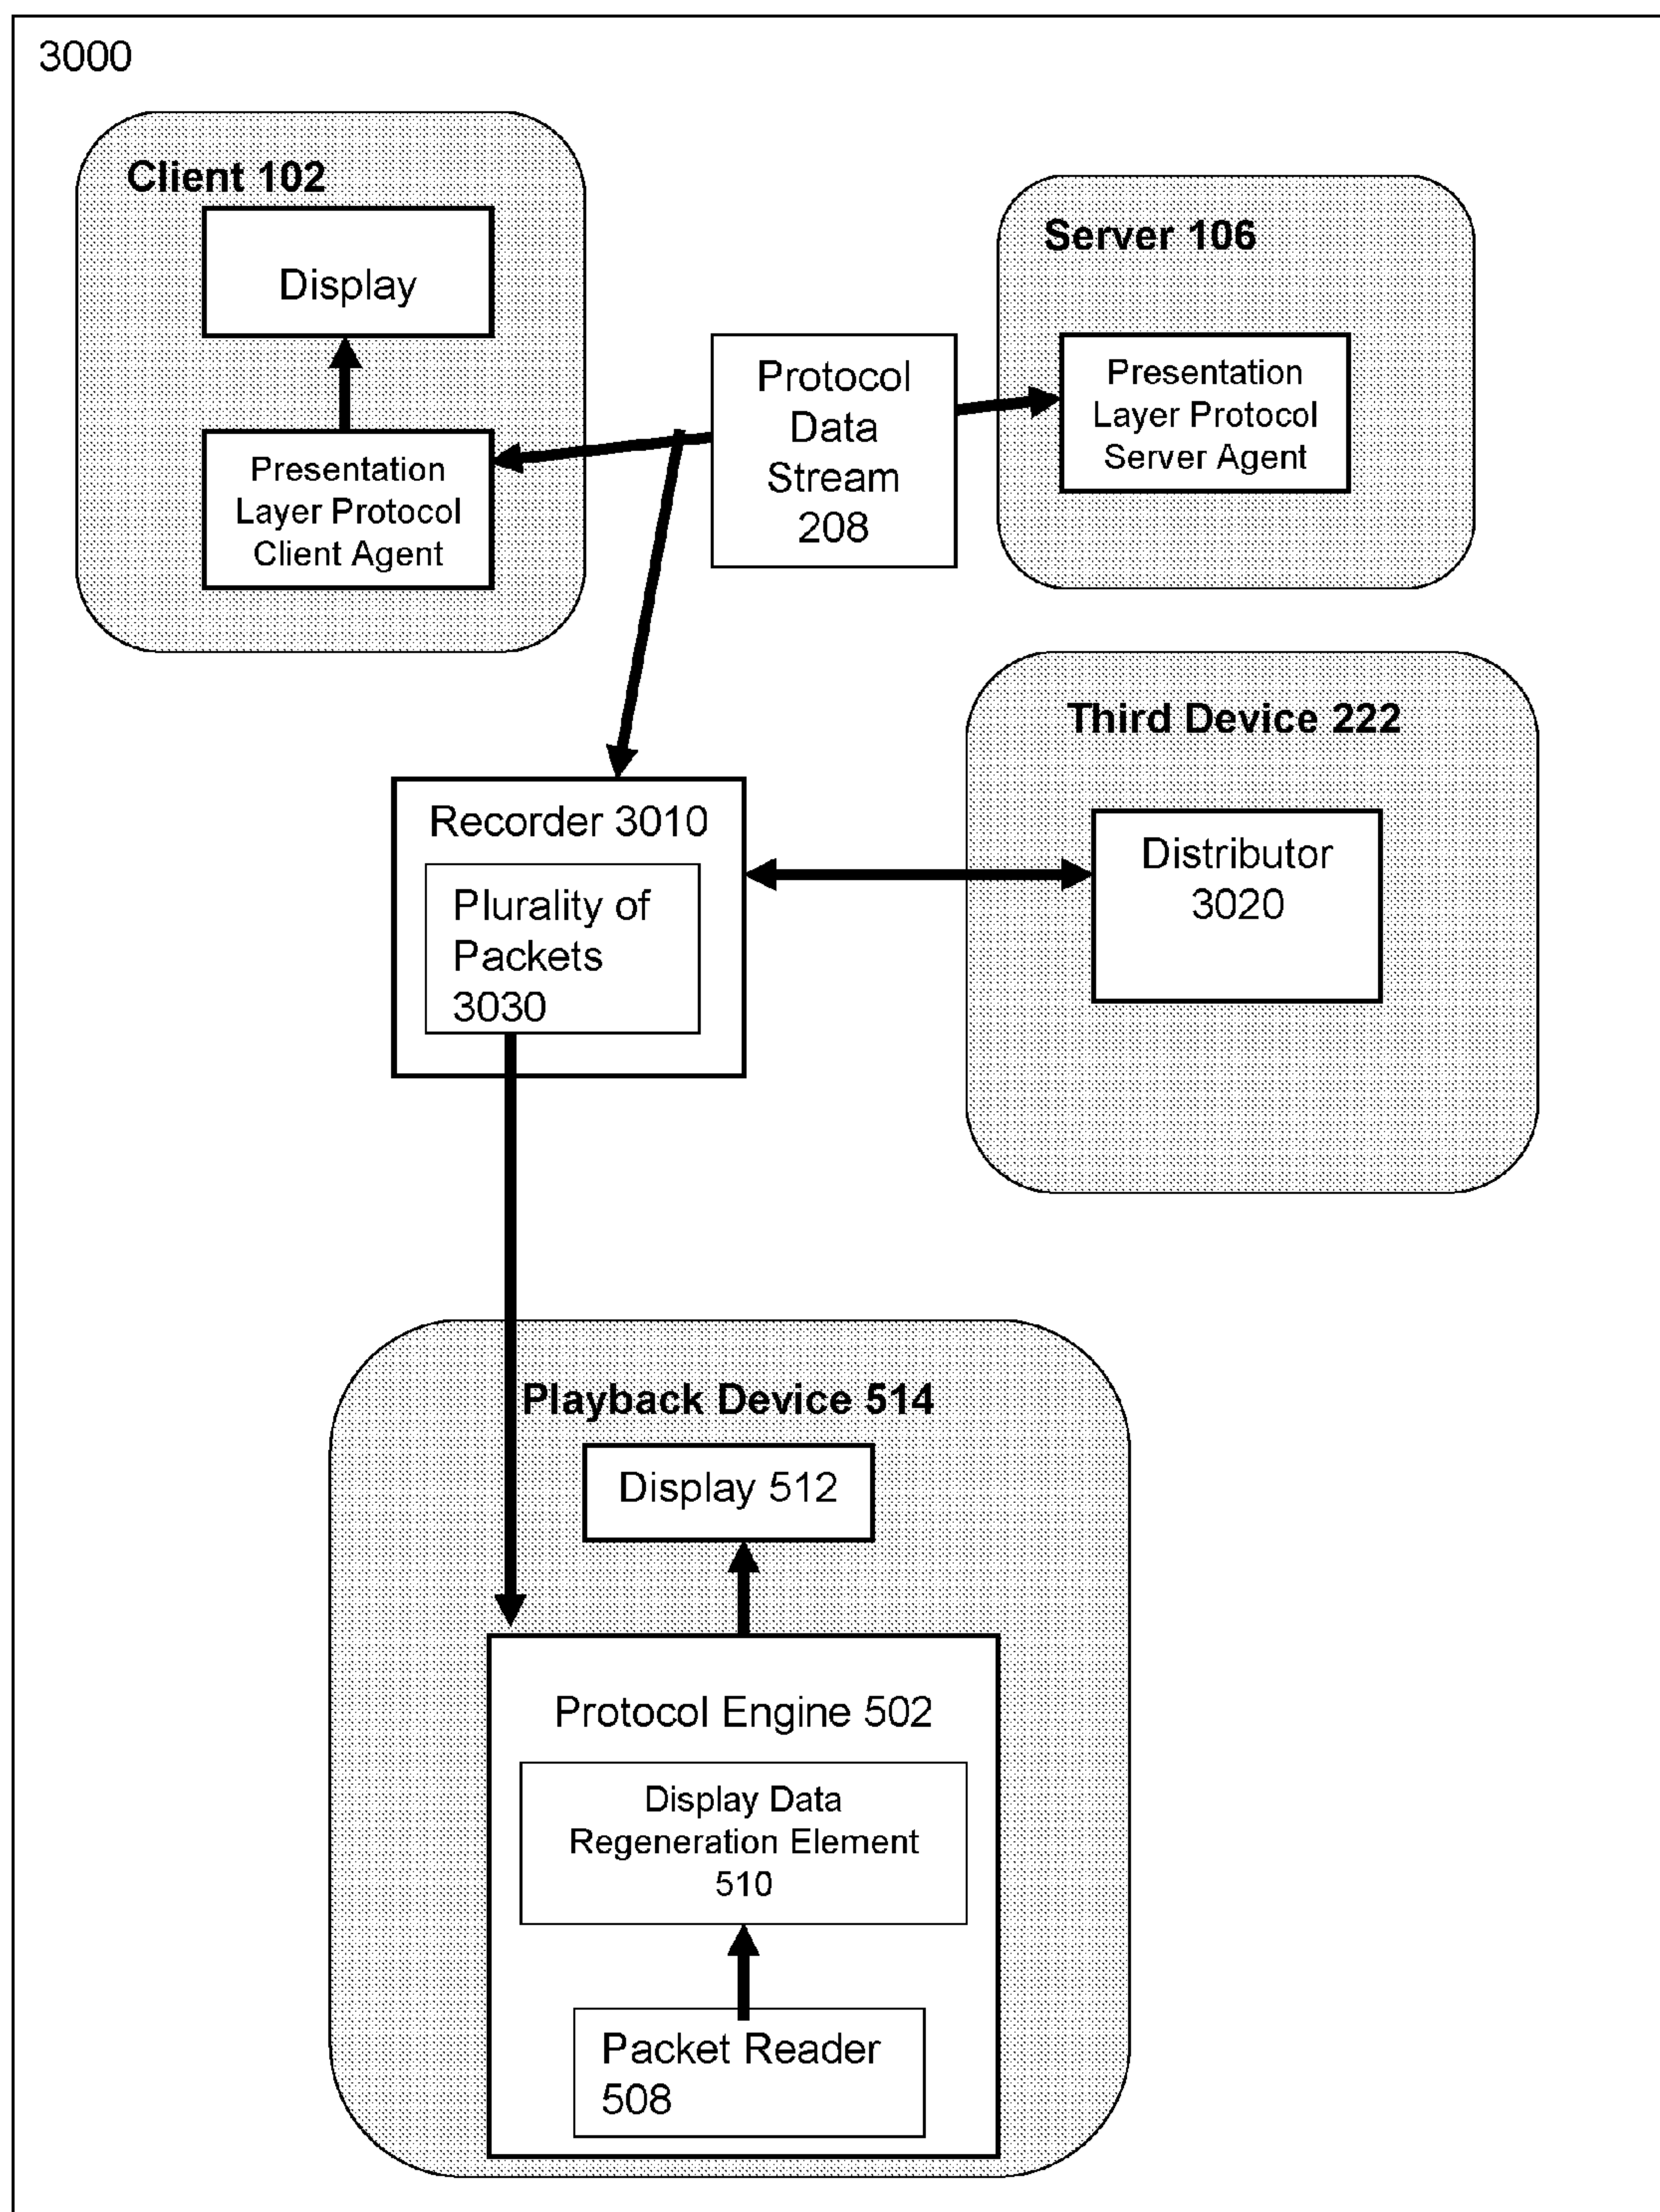 3000
Client 102
Display
Presentation
Layer Protocol
Client Agent
Protocol
Data
Stream
208
Server 106
Presentation
Layer Protocol
Server Agent
Third Device 222
Distributor
3020
Recorder 3010
Plurality of
Packets
3030
Playback Device 514
Display 512
Protocol Engine 502
Display Data
Regeneration Element
510
Packet Reader
508